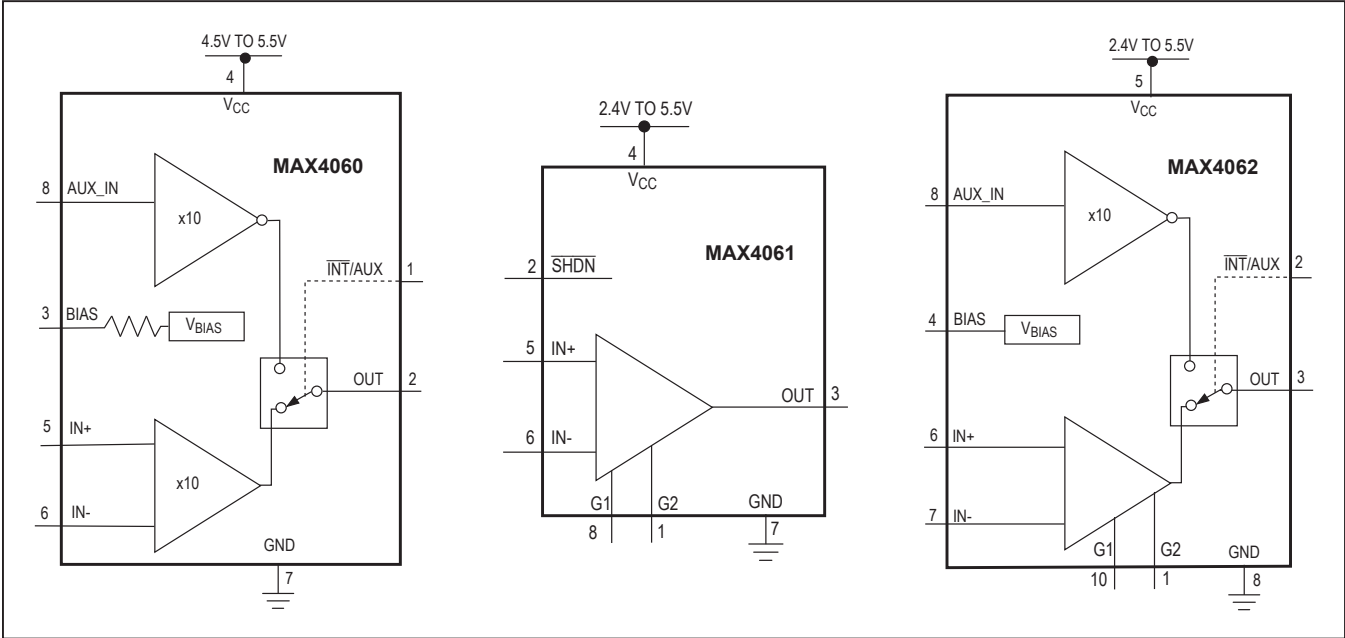 4.5V TO 5.5V
4
VCC
MAX4060
8 AUX_IN
x10
INT/AUX 1
3 BIAS
VBIAS
OUT 2
5 IN+
x10
6 IN-
GND
7
2.4V TO 5.5V
4
VCC
MAX4061
2 SHDN
5 IN+
OUT 3
6 IN-
G1 G2 GND
8 1 7
2.4V TO 5.5V
5
VCC
MAX4062
8 AUX_IN
x10
INT/AUX 2
4 BIAS
VBIAS
OUT 3
6 IN+
7 IN-
G1 G2 GND
10 1 8